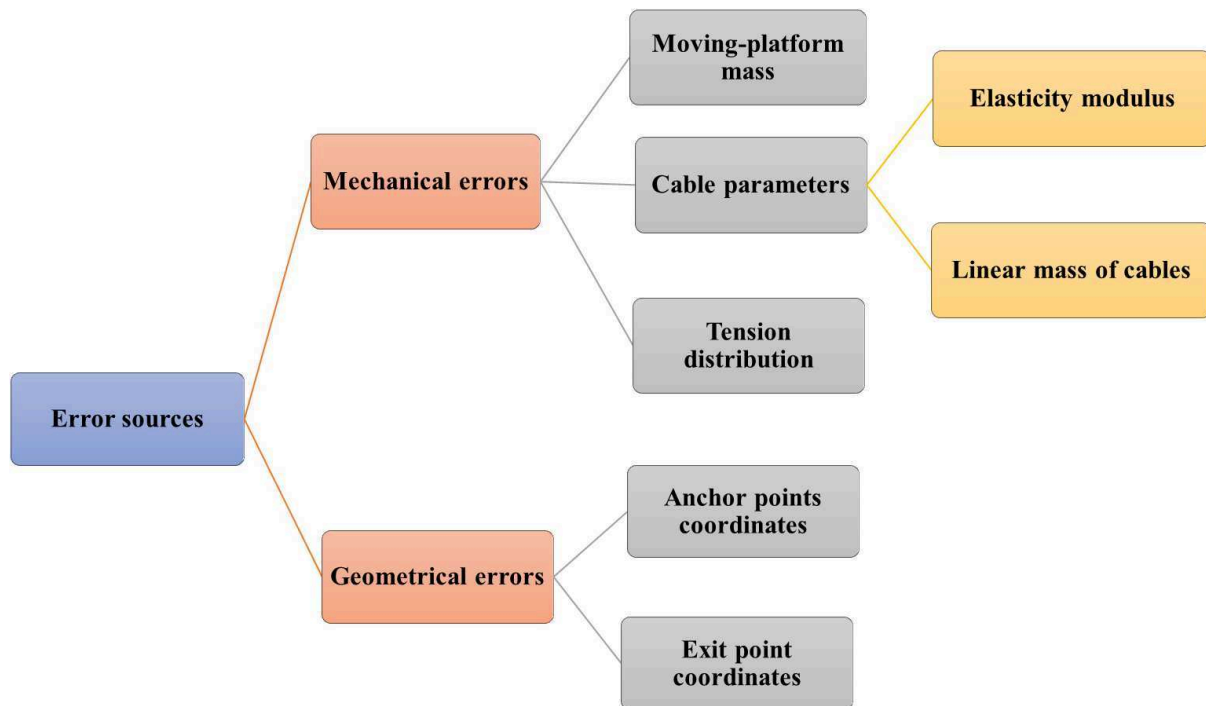 Moving-platform
mass
Elasticity modulus
Mechanical errors
Cable parameters
Linear mass of cables
Tension
distribution
Error sources
Anchor points
coordinates
Geometrical errors
Exit point
coordinates